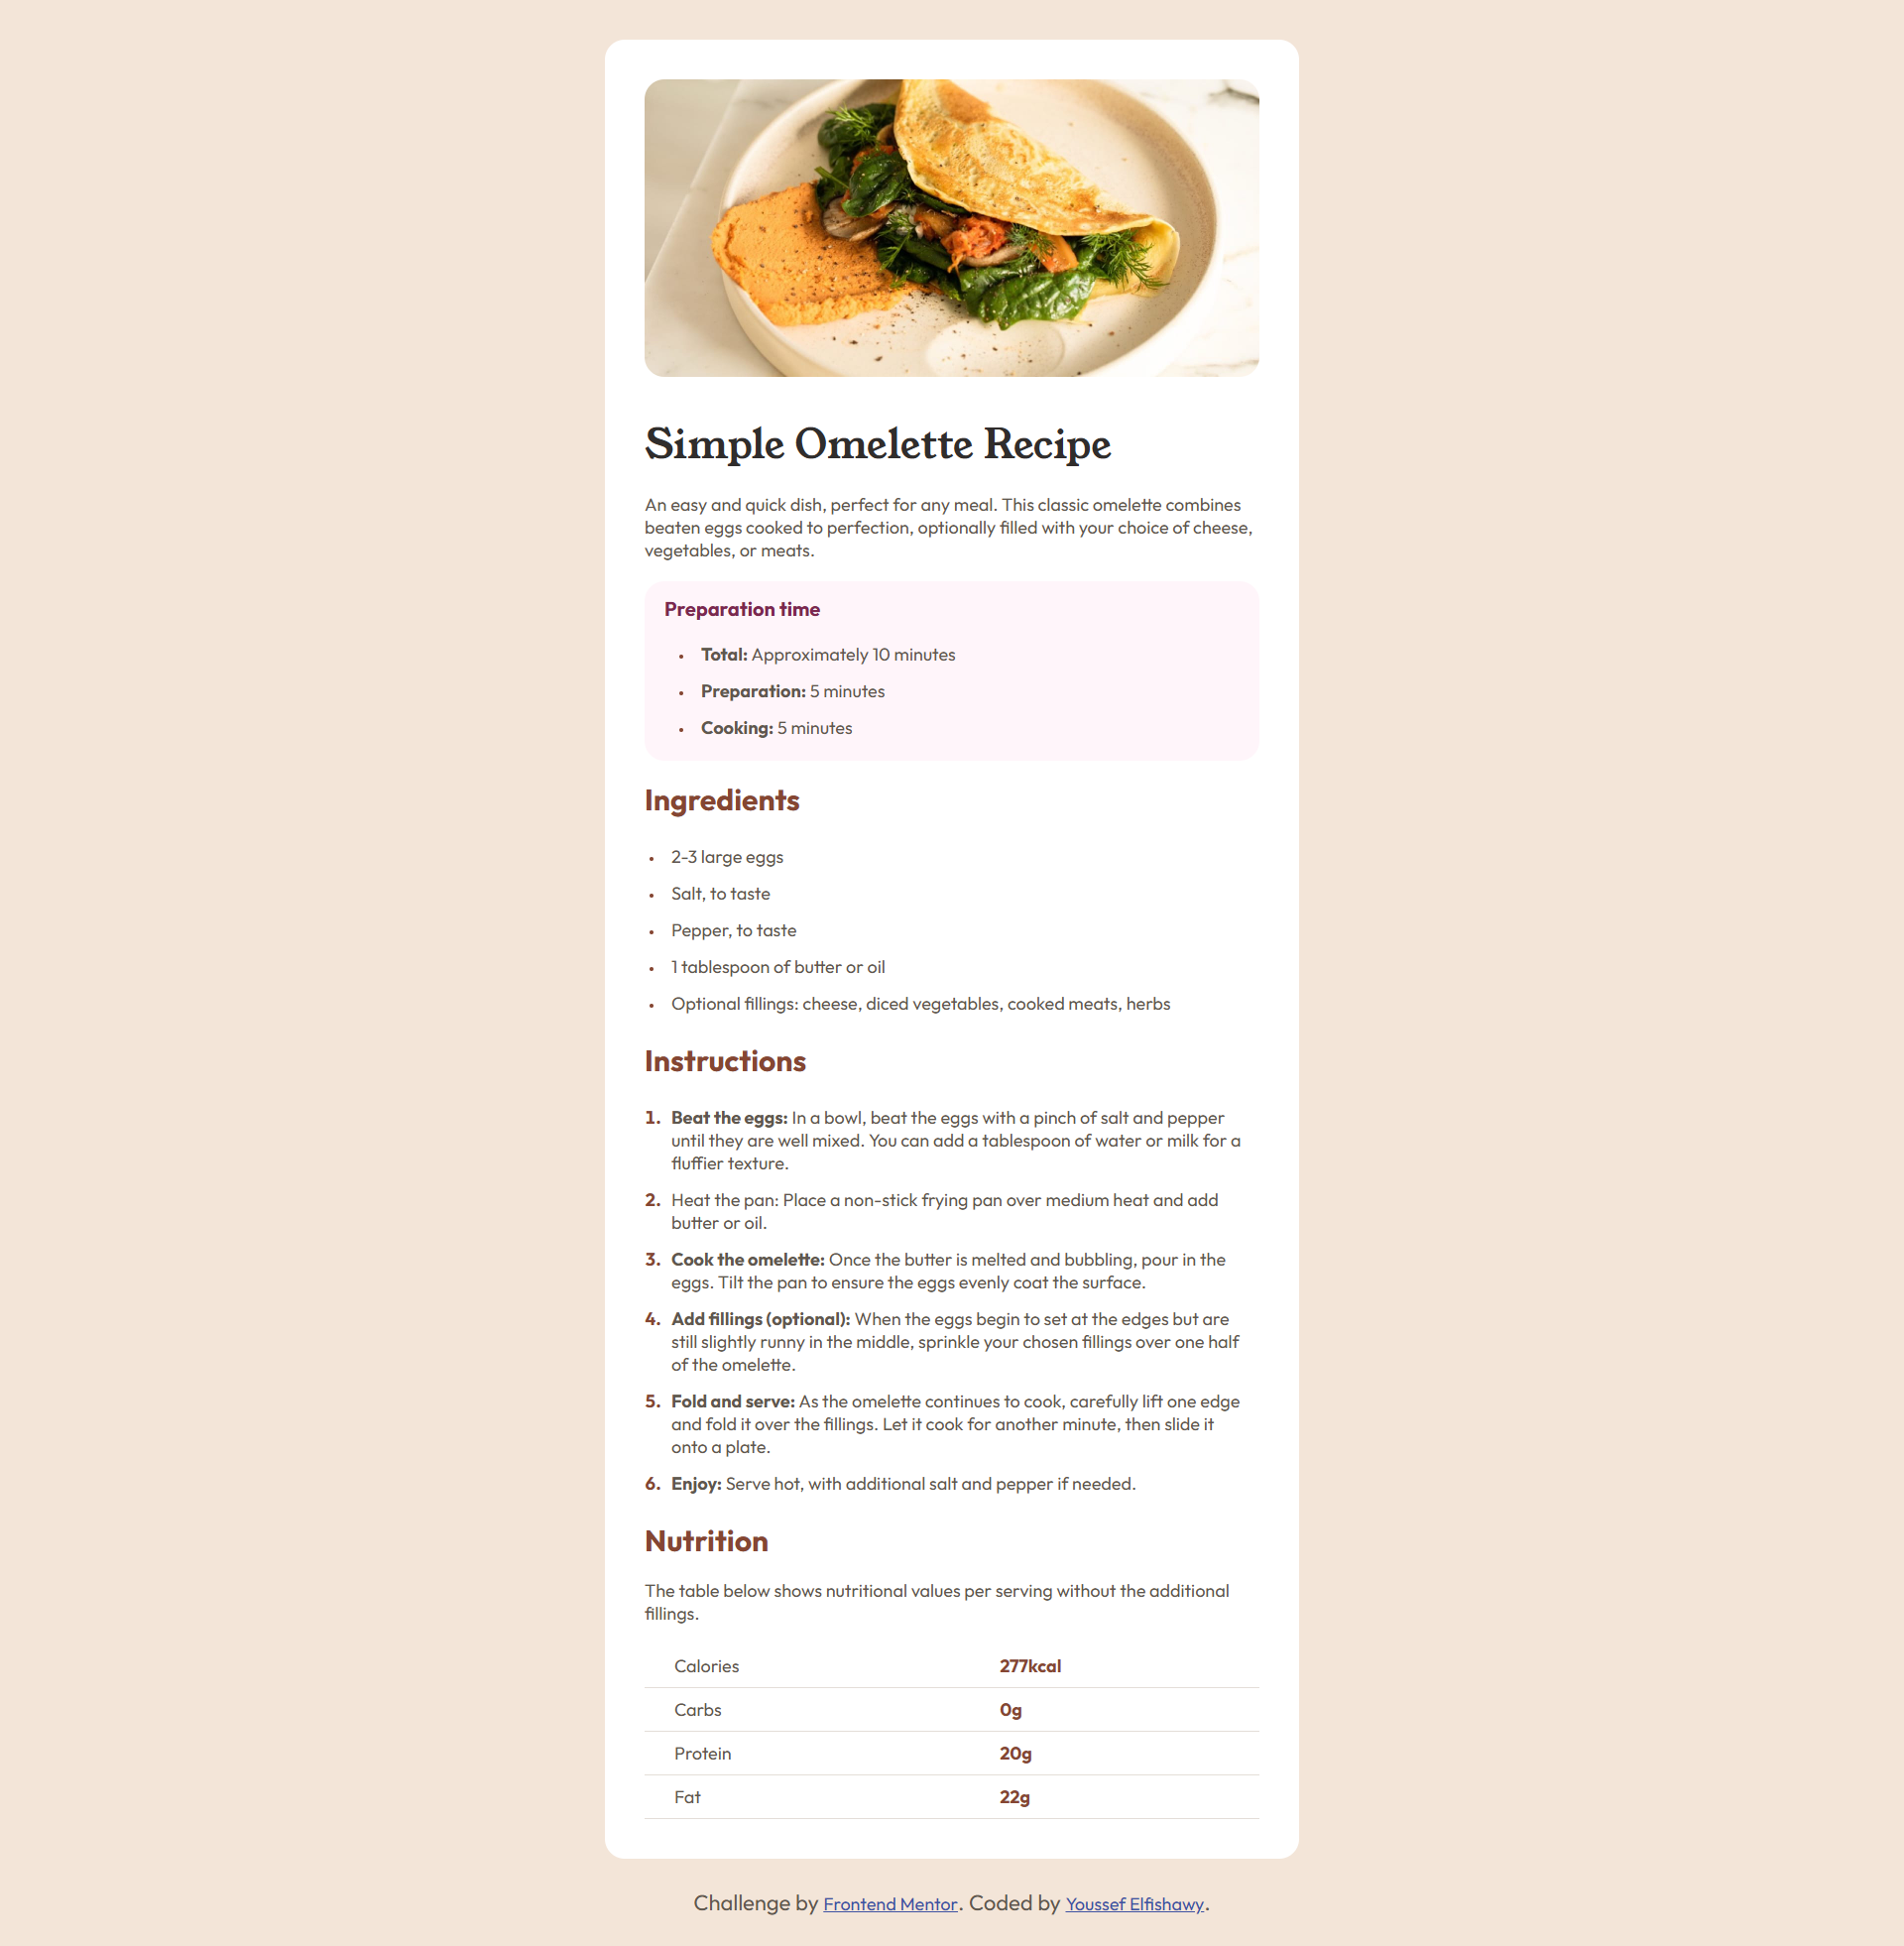 Simple Omelette Recipe
An easy and quick dish, perfect for any meal. This classic omelette combines
beaten eggs cooked to perfection, optionally filled with your choice of cheese,
vegetables, or meats.
Preparation time
• Total: Approximately 10 minutes
• Preparation: 5 minutes
• Cooking: 5 minutes
Ingredients
• 2-3 large eggs
• Salt, to taste
• Pepper, to taste
• 1 tablespoon of butter or oil
• Optional fillings: cheese, diced vegetables, cooked meats, herbs
Instructions
1. Beat the eggs: In a bowl, beat the eggs with a pinch of salt and pepper
until they are well mixed. You can add a tablespoon of water or milk for a
fluffier texture.
2. Heat the pan: Place a non-stick frying pan over medium heat and add
butter or oil.
3. Cook the omelette: Once the butter is melted and bubbling, pour in the
eggs. Tilt the pan to ensure the eggs evenly coat the surface.
4. Add fillings (optional): When the eggs begin to set at the edges but are
still slightly runny in the middle, sprinkle your chosen fillings over one half
of the omelette.
5. Fold and serve: As the omelette continues to cook, carefully lift one edge
and fold it over the fillings. Let it cook for another minute, then slide it
onto a plate.
6. Enjoy: Serve hot, with additional salt and pepper if needed.
Nutrition
The table below shows nutritional values per serving without the additional
fillings.
Calories 277kcal
Carbs 0g
Protein 20g
Fat 22g
Challenge by Frontend Mentor. Coded by Youssef Elfishawy.